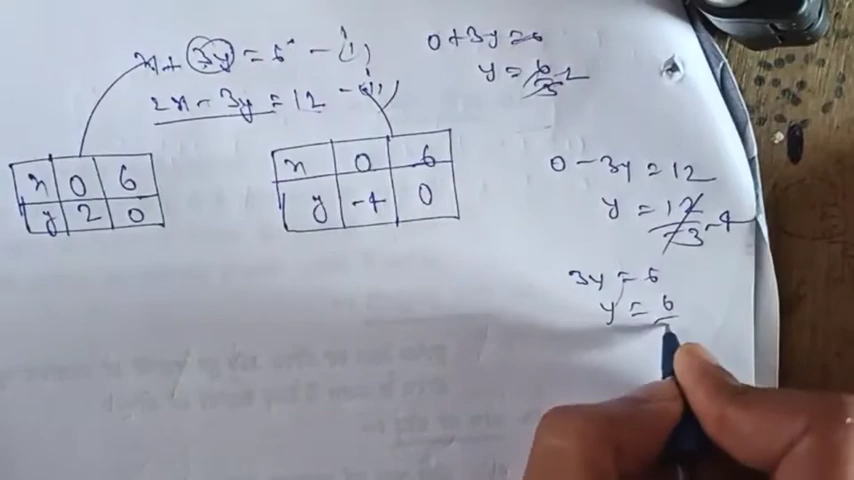 x + 3y = 6 - (i)
2x - 3y = 12 - (ii)
x 0 6
y 2 0
x 0 6
y -4 0
0 + 3y = 6
y = 6/3 2
0 - 3y = 12
y = 12/-3 -4
3y = 6
y = 6